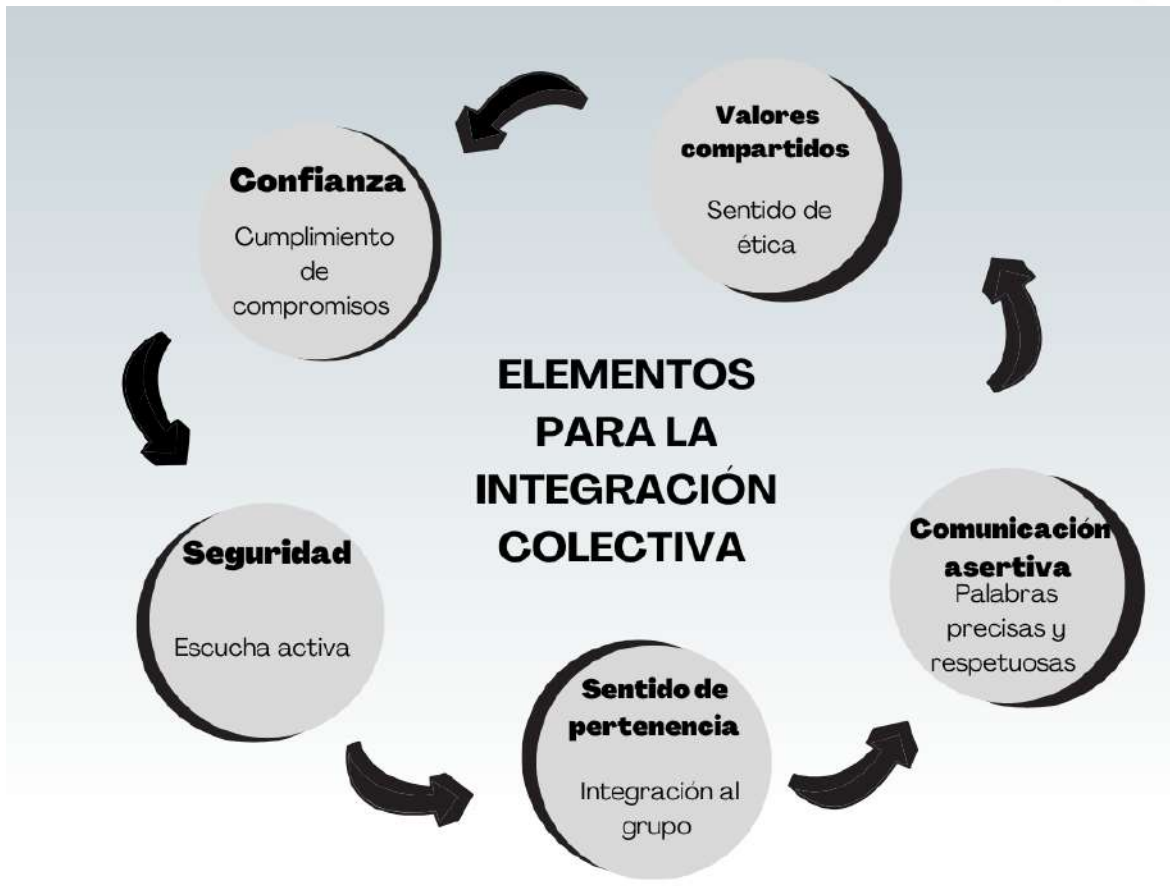 Valores
compartidos
Sentido de
ética
Confianza
Cumplimiento
de
compromisos
ELEMENTOS
PARA LA
INTEGRACIÓN
COLECTIVA
Seguridad
Escucha activa
Comunicación
asertiva
Palabras
precisas y
respetuosas
Sentido de
pertenencia
Integración al
grupo